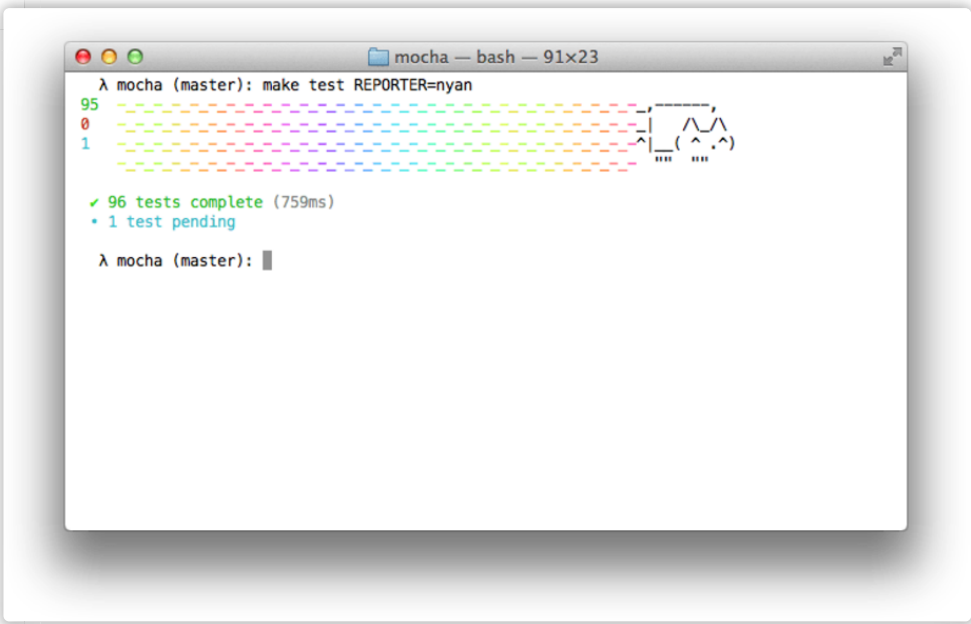 mocha — bash — 91×23
λ mocha (master): make test REPORTER=nyan
95 -_-_-_-_-_-_-_-_-_-_-_-_-_-_-_-_-_-_-_-_-_-_-_-_-_-_-_-_-_,------,
0 -_-_-_-_-_-_-_-_-_-_-_-_-_-_-_-_-_-_-_-_-_-_-_-_-_-_-_-_-_| /\_/\
1 -_-_-_-_-_-_-_-_-_-_-_-_-_-_-_-_-_-_-_-_-_-_-_-_-_-_-_-_-^|__( ^ .^)
-_-_-_-_-_-_-_-_-_-_-_-_-_-_-_-_-_-_-_-_-_-_-_-_-_-_-_-_- "" ""
✔ 96 tests complete (759ms)
• 1 test pending
λ mocha (master):